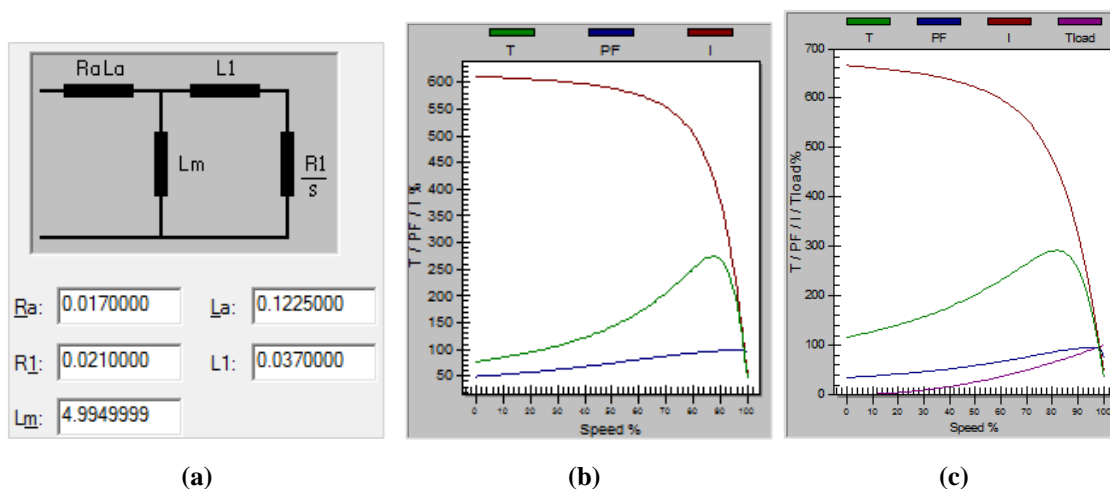 RaLa L1
Lm
R1
S
Ra: 0.0170000 La: 0.1225000
R1: 0.0210000 L1: 0.0370000
Lm: 4.9949999
(a)
T PF I
T / PF / I %
600
550
500
450
400
350
300
250
200
150
100
50
0 10 20 30 40 50 60 70 80 90 100
Speed %
(b)
T PF I Tload
T / PF / I / Tload%
700
600
500
400
300
200
100
0
0 10 20 30 40 50 60 70 80 90 100
Speed %
(c)